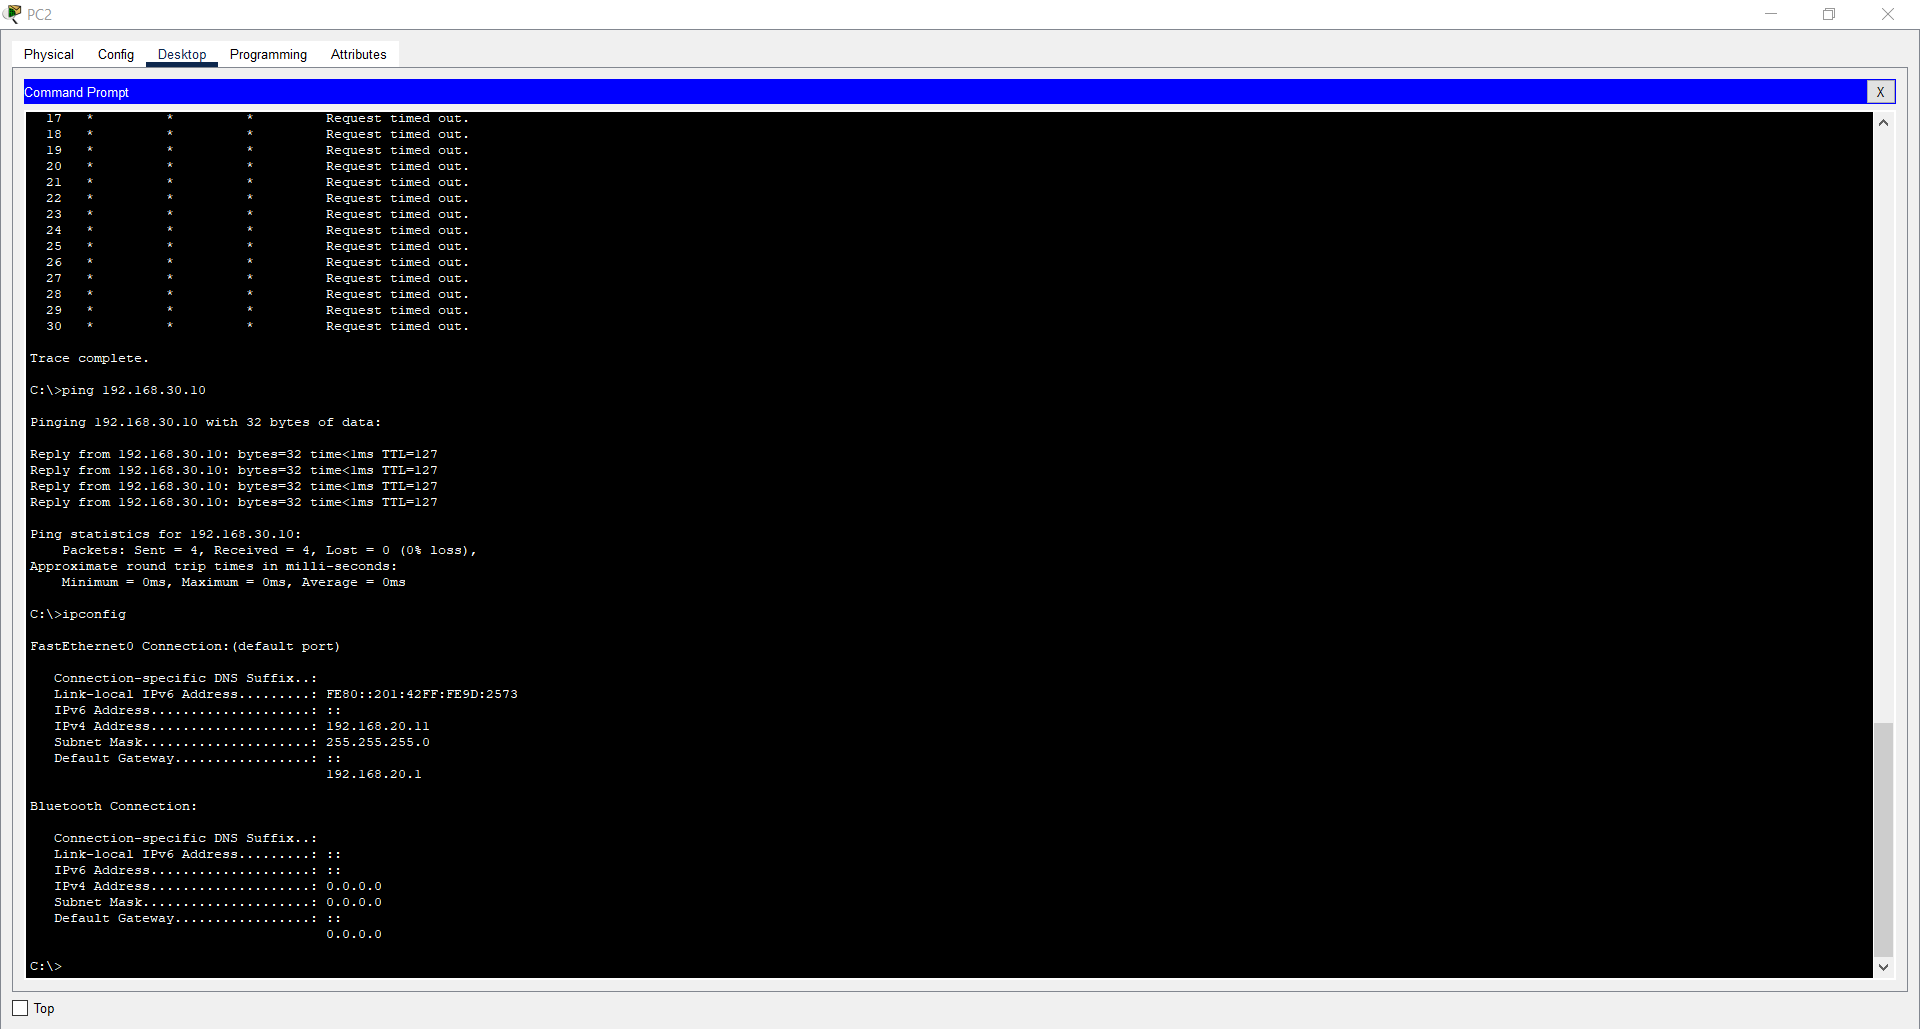 PC2
Physical Config Desktop Programming Attributes
Command Prompt X
17 * * * Request timed out.
18 * * * Request timed out.
19 * * * Request timed out.
20 * * * Request timed out.
21 * * * Request timed out.
22 * * * Request timed out.
23 * * * Request timed out.
24 * * * Request timed out.
25 * * * Request timed out.
26 * * * Request timed out.
27 * * * Request timed out.
28 * * * Request timed out.
29 * * * Request timed out.
30 * * * Request timed out.
Trace complete.
C:\>ping 192.168.30.10
Pinging 192.168.30.10 with 32 bytes of data:
Reply from 192.168.30.10: bytes=32 time<1ms TTL=127
Reply from 192.168.30.10: bytes=32 time<1ms TTL=127
Reply from 192.168.30.10: bytes=32 time<1ms TTL=127
Reply from 192.168.30.10: bytes=32 time<1ms TTL=127
Ping statistics for 192.168.30.10:
Packets: Sent = 4, Received = 4, Lost = 0 (0% loss),
Approximate round trip times in milli-seconds:
Minimum = 0ms, Maximum = 0ms, Average = 0ms
C:\>ipconfig
FastEthernet0 Connection:(default port)
Connection-specific DNS Suffix..:
Link-local IPv6 Address.........: FE80::201:42FF:FE9D:2573
IPv6 Address....................: ::
IPv4 Address....................: 192.168.20.11
Subnet Mask.....................: 255.255.255.0
Default Gateway.................: ::
192.168.20.1
Bluetooth Connection:
Connection-specific DNS Suffix..:
Link-local IPv6 Address.........: ::
IPv6 Address....................: ::
IPv4 Address....................: 0.0.0.0
Subnet Mask.....................: 0.0.0.0
Default Gateway.................: ::
0.0.0.0
C:\>
Top